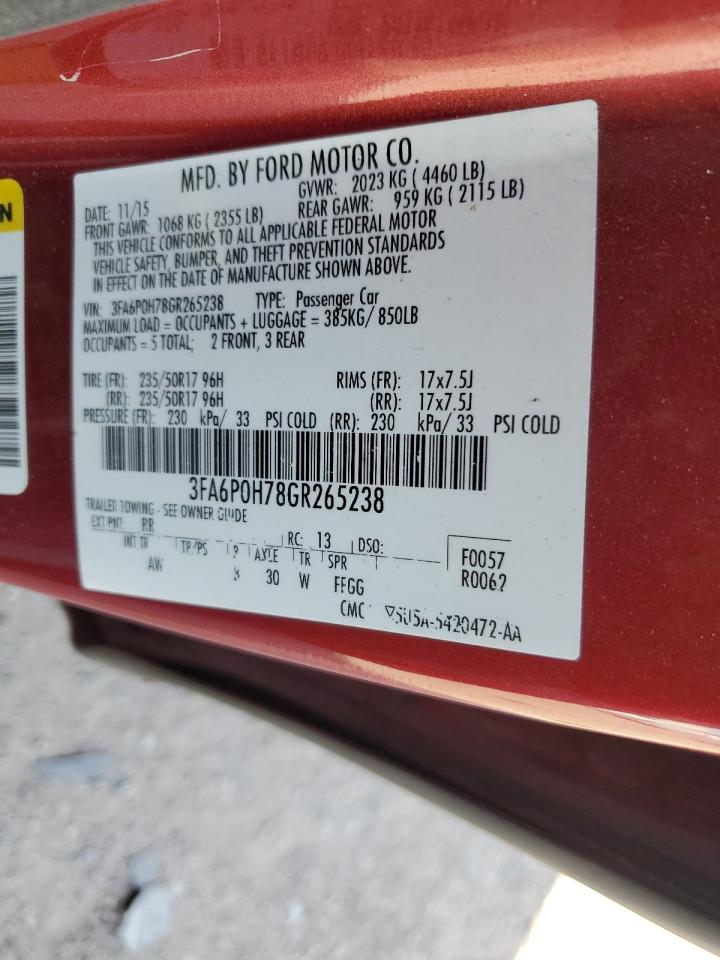 MFD. BY FORD MOTOR CO.
DATE: 11/15 GVWR: 2023 KG ( 4460 LB)
FRONT GAWR: 1068 KG ( 2355 LB) REAR GAWR: 959 KG ( 2115 LB)
THIS VEHICLE CONFORMS TO ALL APPLICABLE FEDERAL MOTOR
VEHICLE SAFETY, BUMPER, AND THEFT PREVENTION STANDARDS
IN EFFECT ON THE DATE OF MANUFACTURE SHOWN ABOVE.
VIN: 3FA6P0H78GR265238 TYPE: Passenger Car
MAXIMUM LOAD = OCCUPANTS + LUGGAGE = 385KG/ 850LB
OCCUPANTS = 5 TOTAL; 2 FRONT, 3 REAR
TIRE (FR): 235/50R17 96H RIMS (FR): 17x7.5J
(RR): 235/50R17 96H (RR): 17x7.5J
PRESSURE (FR): 230 kPa/ 33 PSI COLD (RR): 230 kPa/ 33 PSI COLD
3FA6P0H78GR265238
TRAILER TOWING - SEE OWNER GUIDE
EXT PNT: RR RC: 13 DSO: F0057
INT TR TP/PS AXLE TR SPR R0062
30 W FFGG
CMC